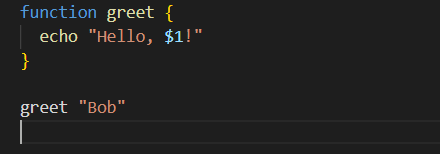 function greet {
  echo "Hello, $1!"
}

greet "Bob"